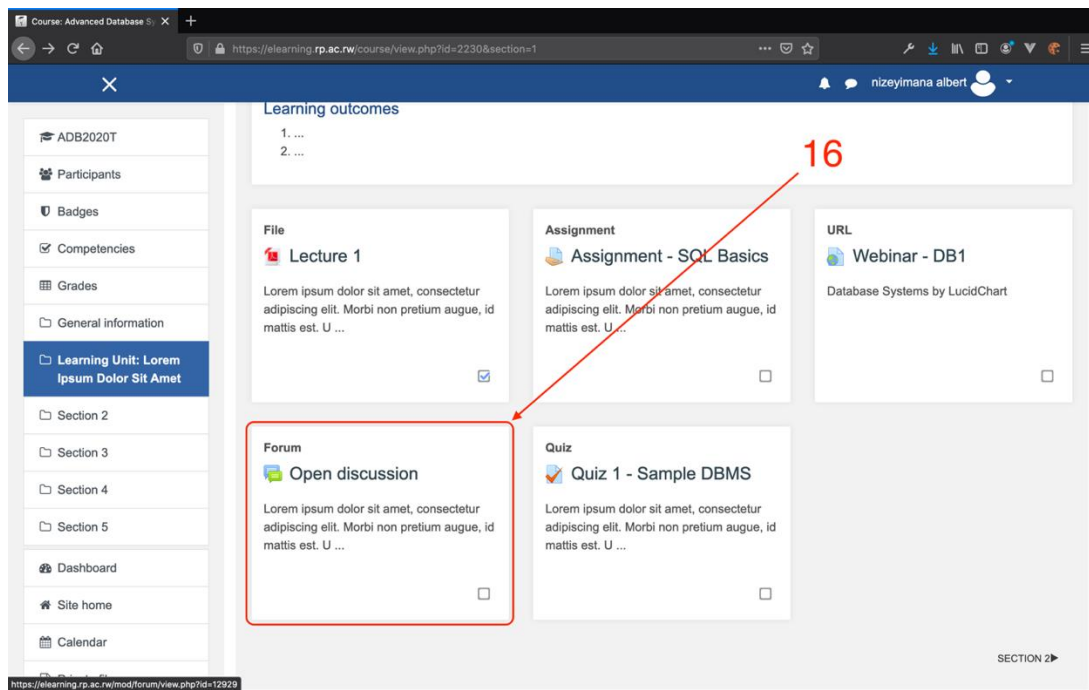 Course: Advanced Database Sy
https://elearning.rp.ac.rw/course/view.php?id=2230&section=1
nizeyimana albert
ADB2020T
Participants
Badges
Competencies
Grades
General information
Learning Unit: Lorem
Ipsum Dolor Sit Amet
Section 2
Section 3
Section 4
Section 5
Dashboard
Site home
Calendar
https://elearning.rp.ac.rw/mod/forum/view.php?id=12929
Learning outcomes
1. ...
2. ...
16
File
Lecture 1
Lorem ipsum dolor sit amet, consectetur
adipiscing elit. Morbi non pretium augue, id
mattis est. U ...
Assignment
Assignment - SQL Basics
Lorem ipsum dolor sit amet, consectetur
adipiscing elit. Morbi non pretium augue, id
mattis est. U ...
URL
Webinar - DB1
Database Systems by LucidChart
Forum
Open discussion
Lorem ipsum dolor sit amet, consectetur
adipiscing elit. Morbi non pretium augue, id
mattis est. U ...
Quiz
Quiz 1 - Sample DBMS
Lorem ipsum dolor sit amet, consectetur
adipiscing elit. Morbi non pretium augue, id
mattis est. U ...
SECTION 2▶